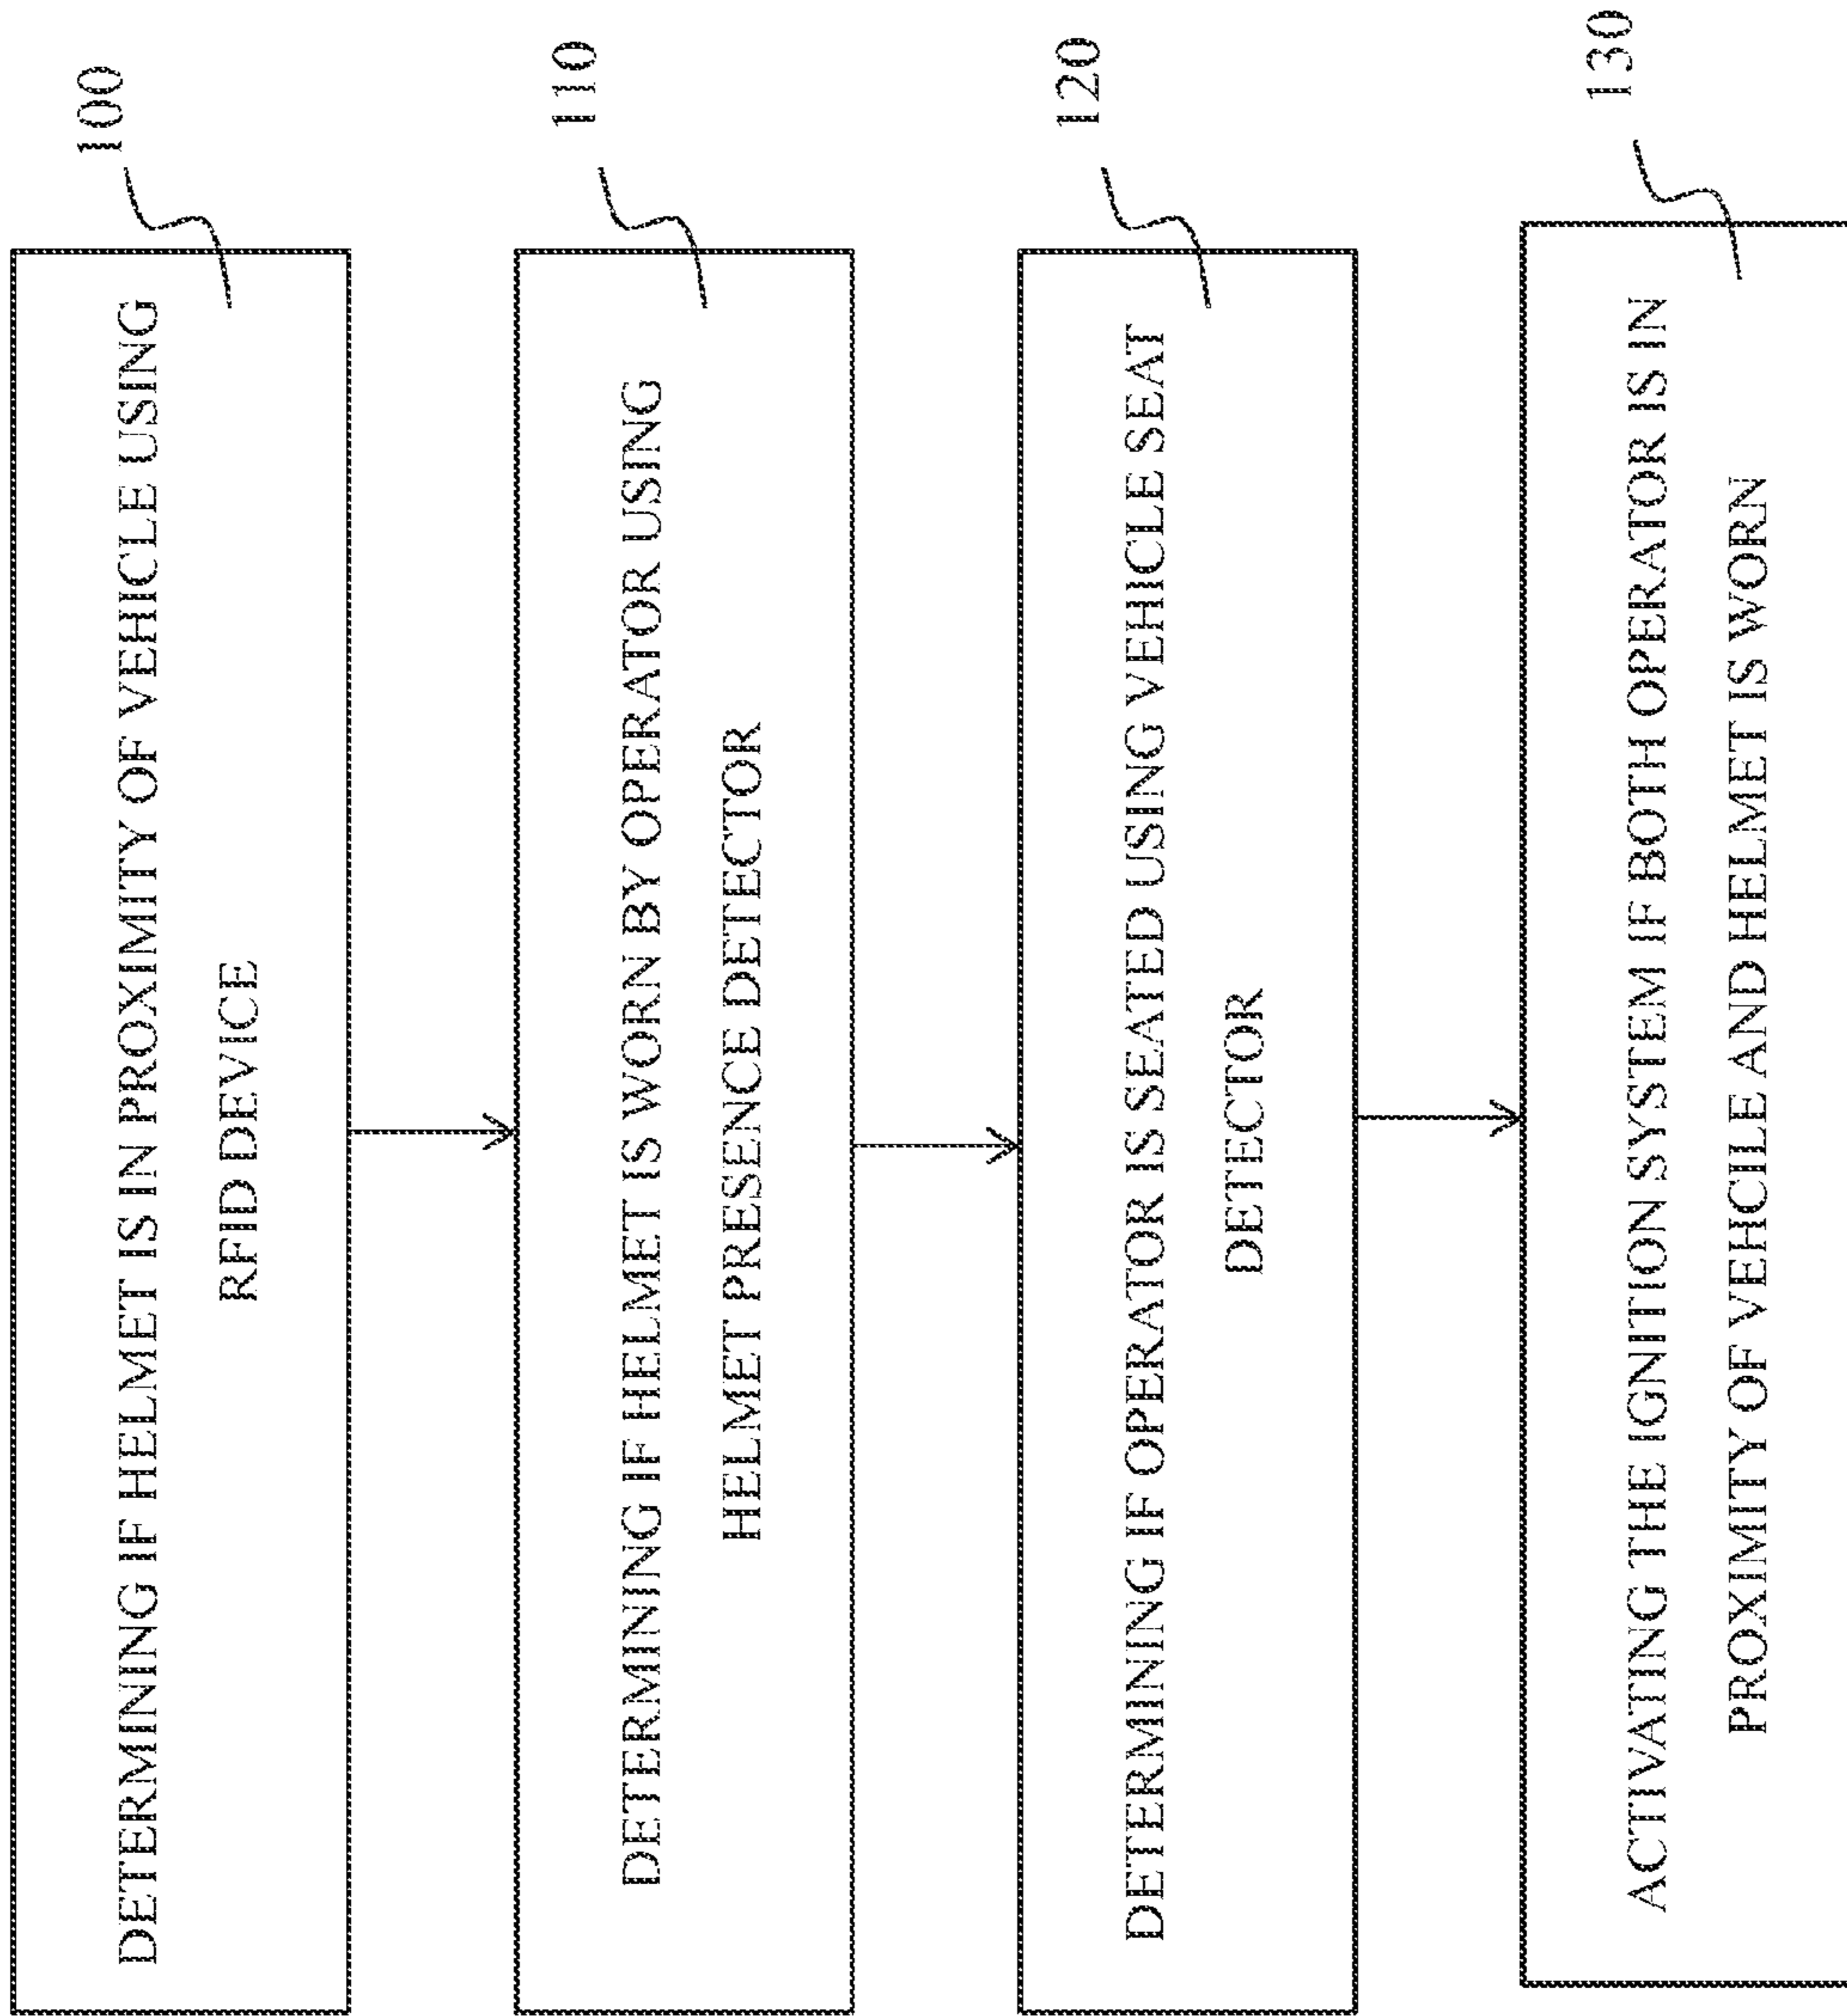 100
DETERMINING IF HELMET IS IN PROXIMITY OF VEHICLE USING
RFID DEVICE
110
DETERMINING IF HELMET IS WORN BY OPERATOR USING
HELMET PRESENCE DETECTOR
120
DETERMINING IF OPERATOR IS SEATED USING VEHICLE SEAT
DETECTOR
130
ACTIVATING THE IGNITION SYSTEM IF BOTH OPERATOR IS IN
PROXIMITY OF VEHCILE AND HELMET IS WORN